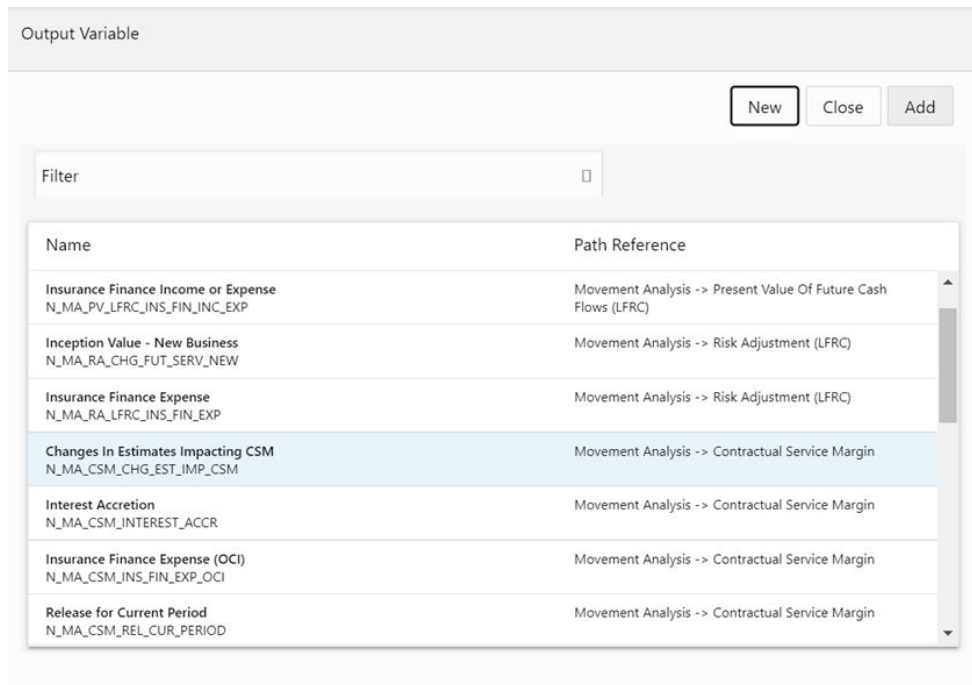 Output Variable
New Close Add
Filter
Name Path Reference
Insurance Finance Income or Expense
N_MA_PV_LFRC_INS_FIN_INC_EXP
Movement Analysis -> Present Value Of Future Cash
Flows (LFRC)
Inception Value - New Business
N_MA_RA_CHG_FUT_SERV_NEW
Movement Analysis -> Risk Adjustment (LFRC)
Insurance Finance Expense
N_MA_RA_LFRC_INS_FIN_EXP
Movement Analysis -> Risk Adjustment (LFRC)
Changes In Estimates Impacting CSM
N_MA_CSM_CHG_EST_IMP_CSM
Movement Analysis -> Contractual Service Margin
Interest Accretion
N_MA_CSM_INTEREST_ACCR
Movement Analysis -> Contractual Service Margin
Insurance Finance Expense (OCI)
N_MA_CSM_INS_FIN_EXP_OCI
Movement Analysis -> Contractual Service Margin
Release for Current Period
N_MA_CSM_REL_CUR_PERIOD
Movement Analysis -> Contractual Service Margin